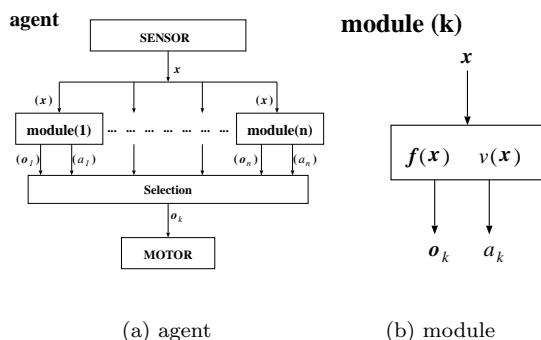 agent
SENSOR
x
(x) (x)
module(1) ... ... ... ... ... ... ... module(n)
(o1) (a1) (on) (an)
Selection
ok
MOTOR
(a) agent
module (k)
x
f(x) v(x)
ok ak
(b) module